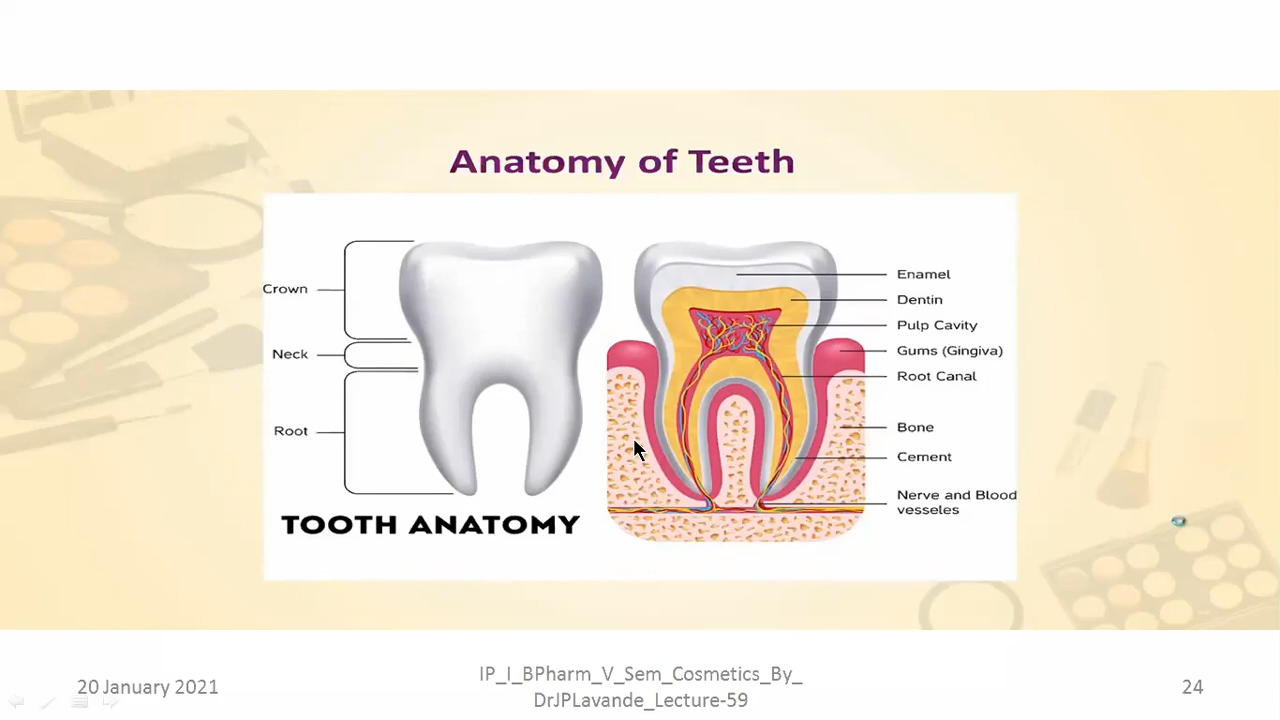 Anatomy of Teeth
Crown
Neck
Root
TOOTH ANATOMY
Enamel
Dentin
Pulp Cavity
Gums (Gingiva)
Root Canal
Bone
Cement
Nerve and Blood
vesseles
20 January 2021
IP_I_BPharm_V_Sem_Cosmetics_By_
DrJPLavande_Lecture-59
24